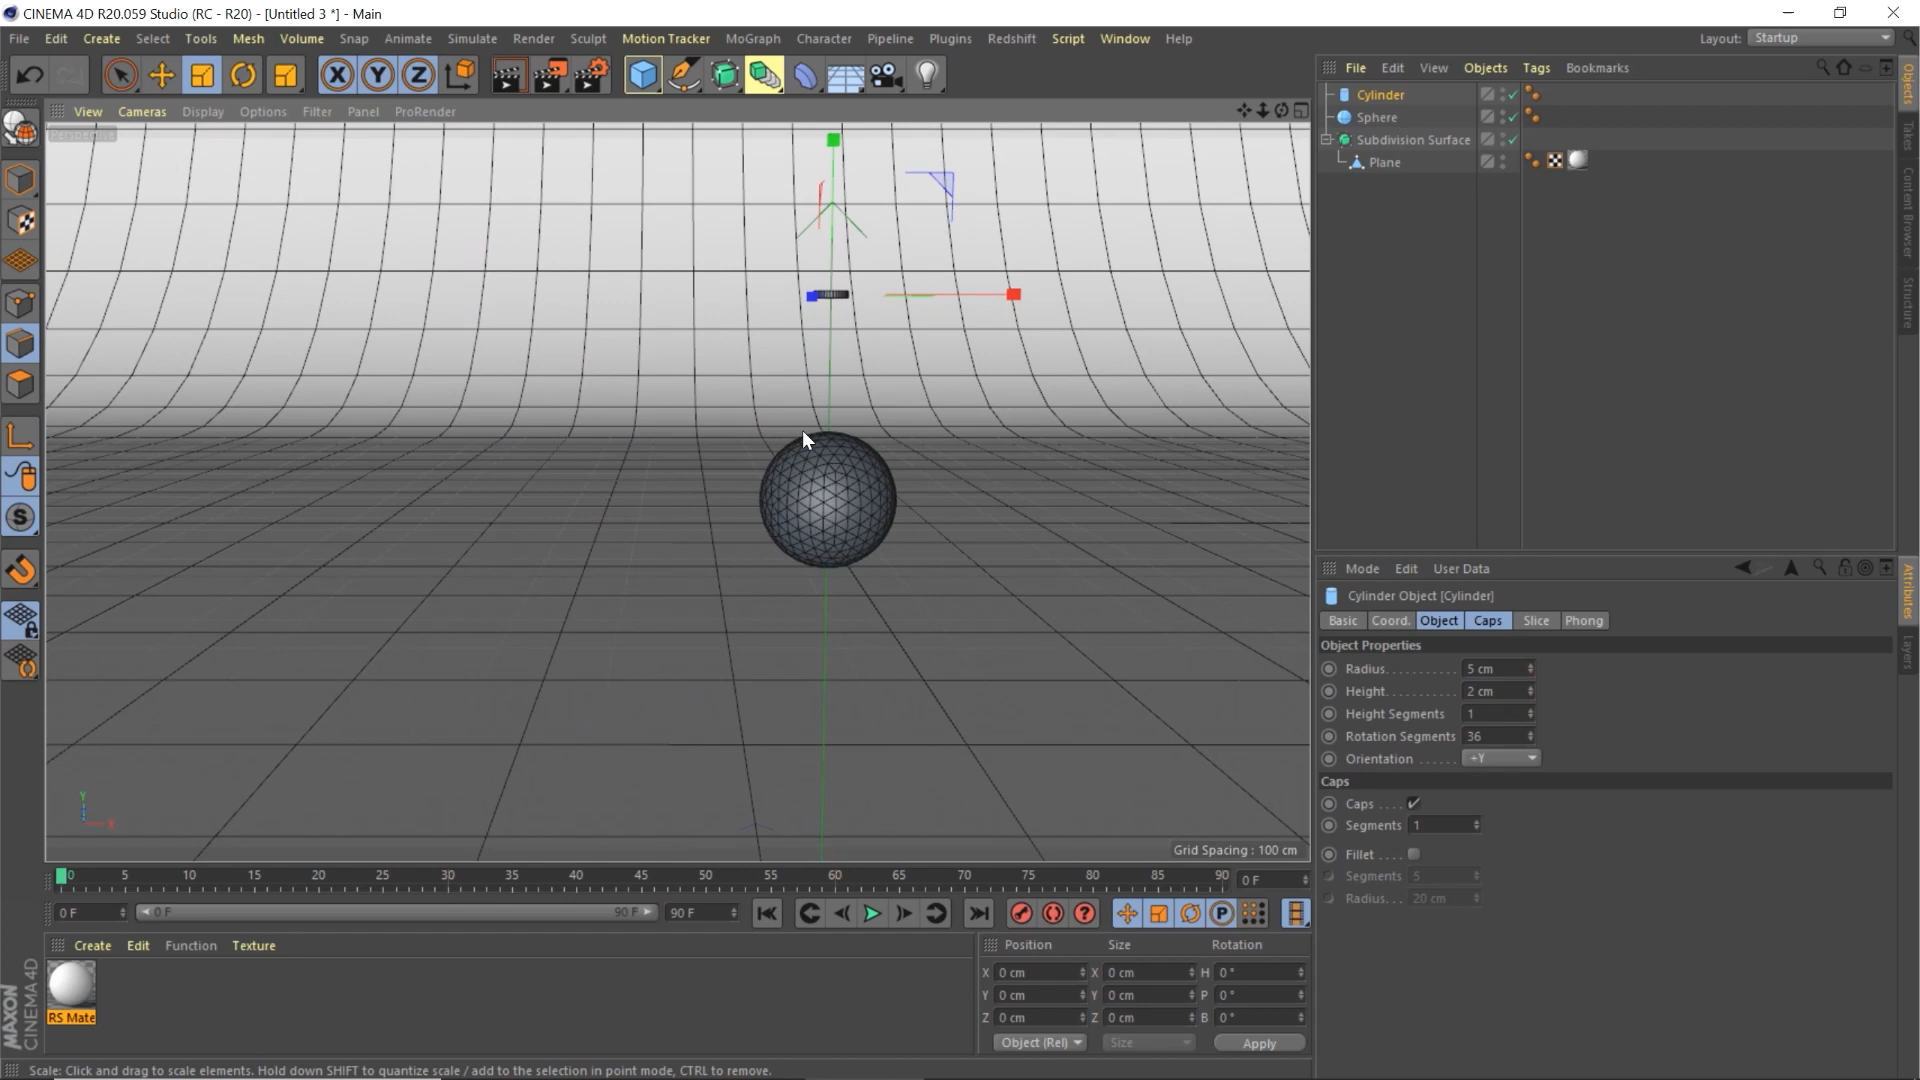 CINEMA 4D R20.059 Studio (RC - R20) - [Untitled 3 *] - Main
File Edit Create Select Tools Mesh Volume Snap Animate Simulate Render Sculpt Motion Tracker MoGraph Character Pipeline Plugins Redshift Script Window Help
Layout: Startup
File Edit View Objects Tags Bookmarks
View Cameras Display Options Filter Panel ProRender
Perspective
Cylinder
Sphere
Subdivision Surface
Plane
Objects
Takes
Content Browser
Structure
Mode Edit User Data
Cylinder Object [Cylinder]
Basic Coord. Object Caps Slice Phong
Object Properties
Radius. . . . . . . . . . . 5 cm
Height. . . . . . . . . . . 2 cm
Height Segments 1
Rotation Segments 36
Orientation . . . . . . +Y
Caps
Caps . . . .
Segments 1
Fillet . . . .
Segments 5
Radius. . . 20 cm
Attributes
Layers
Y
X
Grid Spacing : 100 cm
0 5 10 15 20 25 30 35 40 45 50 55 60 65 70 75 80 85 90
0 F
0 F 0 F 90 F 90 F
Create Edit Function Texture
RS Mate
Position Size Rotation
X 0 cm X 0 cm H 0 °
Y 0 cm Y 0 cm P 0 °
Z 0 cm Z 0 cm B 0 °
Object (Rel) Size Apply
MAXON
CINEMA 4D
Scale: Click and drag to scale elements. Hold down SHIFT to quantize scale / add to the selection in point mode, CTRL to remove.